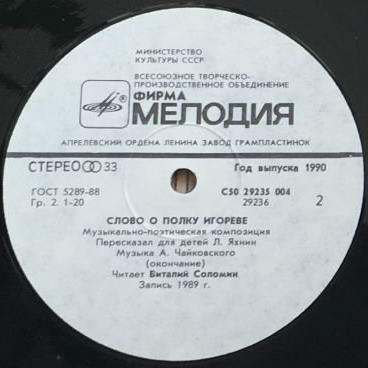 МИНИСТЕРСТВО
КУЛЬТУРЫ СССР
ВСЕСОЮЗНОЕ ТВОРЧЕСКО-
ПРОИЗВОДСТВЕННОЕ ОБЪЕДИНЕНИЕ
ФИРМА
МЕЛОДИЯ
АПРЕЛЕВСКИЙ ОРДЕНА ЛЕНИНА ЗАВОД ГРАМПЛАСТИНОК
СТЕРЕО 33 Год выпуска 1990
ГОСТ 5289-88 С50 29235 004
Гр. 2. 1-20 29236 2
СЛОВО О ПОЛКУ ИГОРЕВЕ
Музыкально-поэтическая композиция
Пересказал для детей Л. Яхнин
Музыка А. Чайковского
(окончание)
Читает Виталий Соломин
Запись 1989 г.